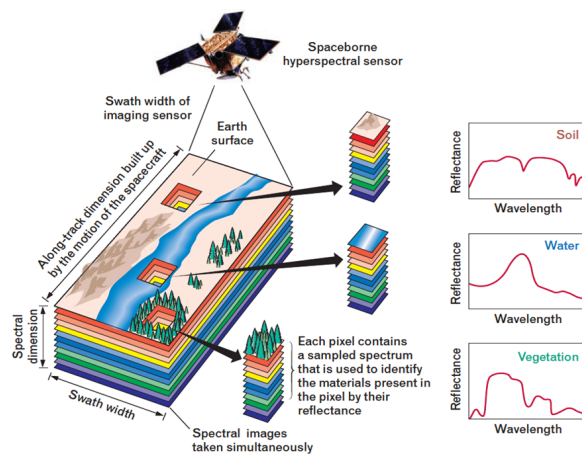 Spaceborne
hyperspectral sensor
Swath width of
imaging sensor
Earth
surface
Along-track dimension built up
by the motion of the spacecraft
Spectral
dimension
Swath width
Spectral images
taken simultaneously
Each pixel contains
a sampled spectrum
that is used to identify
the materials present in
the pixel by their
reflectance
Soil
Reflectance
Wavelength
Water
Reflectance
Wavelength
Vegetation
Reflectance
Wavelength